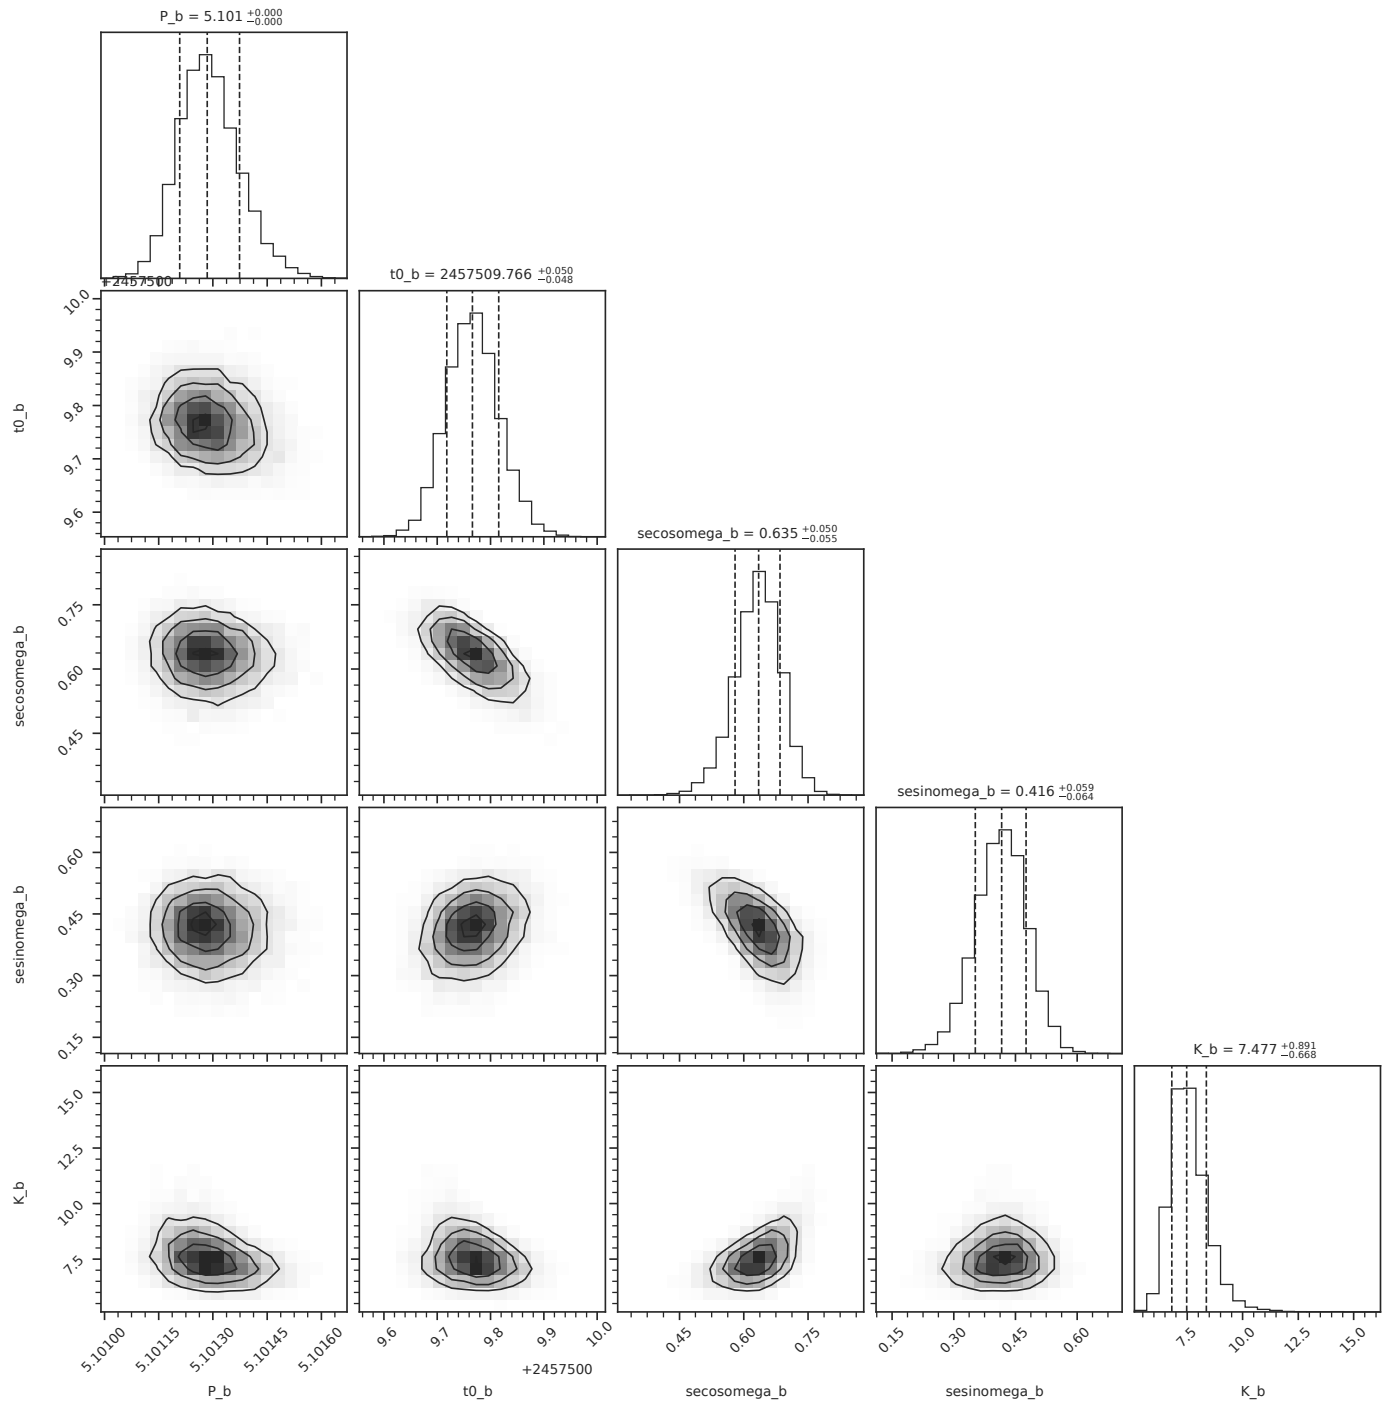 P_b = 5.101 +0.000 −0.000
+2457500
t0_b = 2457509.766 +0.050 −0.048
10.0
9.9
9.8
9.7
9.6
t0_b
secosomega_b = 0.635 +0.050 −0.055
0.75
0.60
0.45
secosomega_b
sesinomega_b = 0.416 +0.059 −0.064
0.60
0.45
0.30
0.15
sesinomega_b
K_b = 7.477 +0.891 −0.668
15.0
12.5
10.0
7.5
K_b
5.10100 5.10115 5.10130 5.10145 5.10160 9.6 9.7 9.8 9.9 10.0 0.45 0.60 0.75 0.15 0.30 0.45 0.60 7.5 10.0 12.5 15.0
+2457500
P_b t0_b secosomega_b sesinomega_b K_b